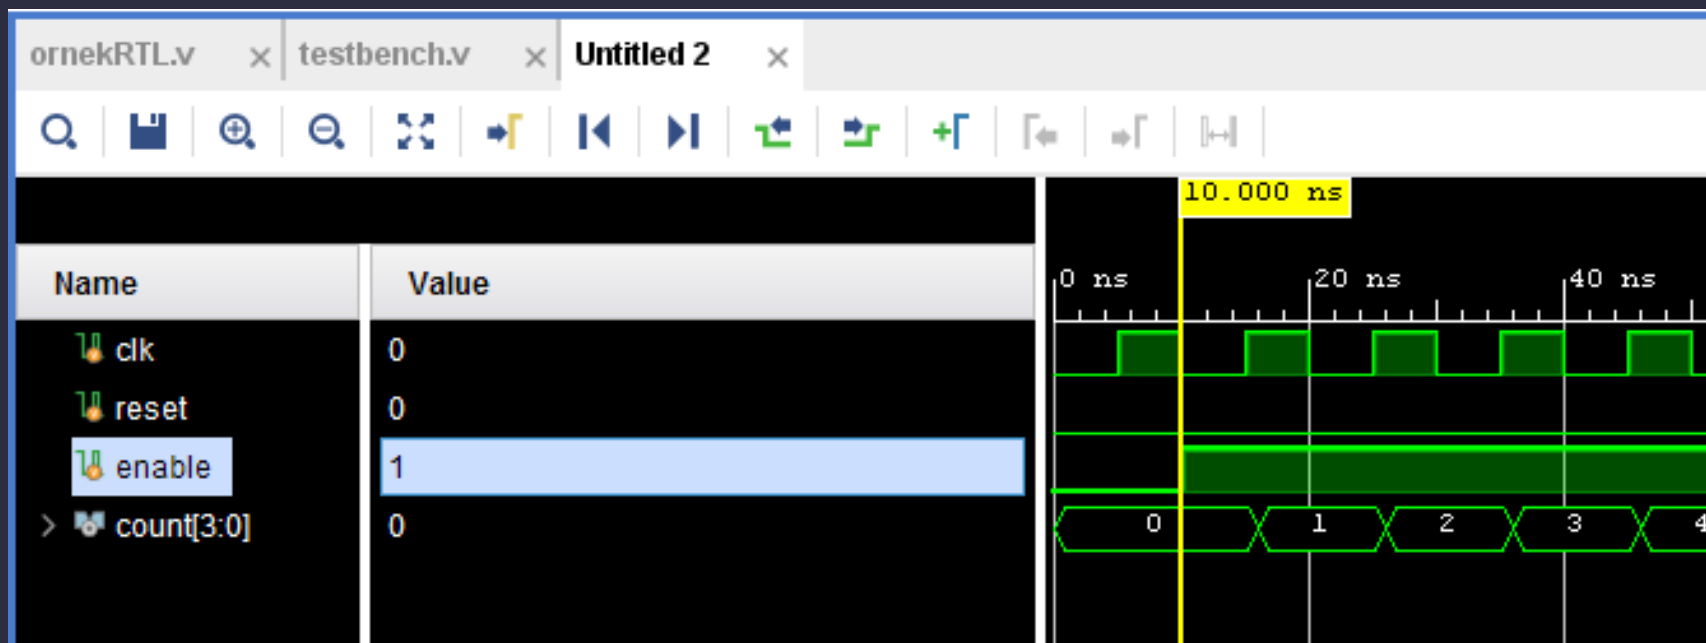 ornekRTL.v testbench.v Untitled 2
10.000 ns
Name Value 0 ns 20 ns 40 ns
clk 0
reset 0
enable 1
count[3:0] 0 0 1 2 3 4